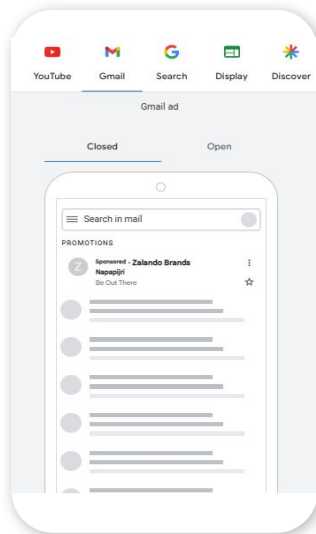 YouTube Gmail Search Display Discover
Gmail ad
Closed Open
Search in mail
PROMOTIONS
Z Sponsored · Zalando Brands
Napapijri
Be Out There